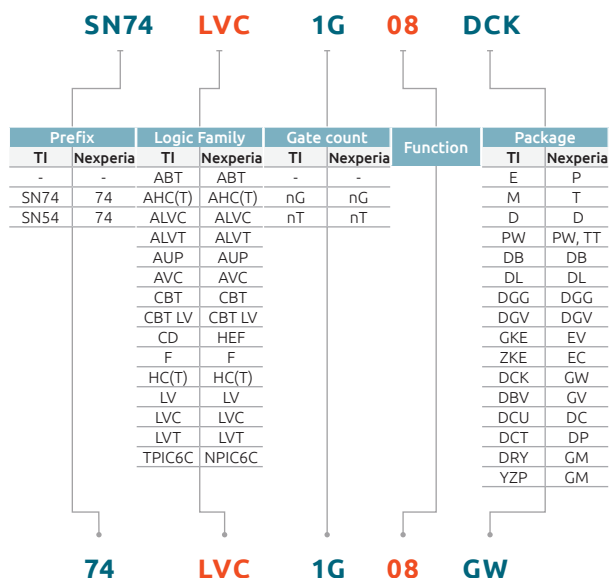 SN74 LVC 1G 08 DCK
Prefix Logic Family Gate count Function Package
TI Nexperia TI Nexperia TI Nexperia TI Nexperia
- - ABT ABT - - E P
SN74 74 AHC(T) AHC(T) nG nG M T
SN54 74 ALVC ALVC nT nT D D
ALVT ALVT PW PW, TT
AUP AUP DB DB
AVC AVC DL DL
CBT CBT DGG DGG
CBT LV CBT LV DGV DGV
CD HEF GKE EV
F F ZKE EC
HC(T) HC(T) DCK GW
LV LV DBV GV
LVC LVC DCU DC
LVT LVT DCT DP
TPIC6C NPIC6C DRY GM
YZP GM
74 LVC 1G 08 GW